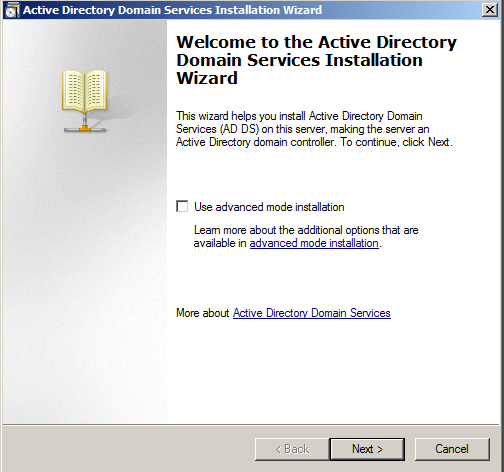 Active Directory Domain Services Installation Wizard
Welcome to the Active Directory
Domain Services Installation
Wizard
This wizard helps you install Active Directory Domain
Services (AD DS) on this server, making the server an
Active Directory domain controller. To continue, click Next.
Use advanced mode installation
Learn more about the additional options that are
available in advanced mode installation.
More about Active Directory Domain Services
< Back
Next >
Cancel